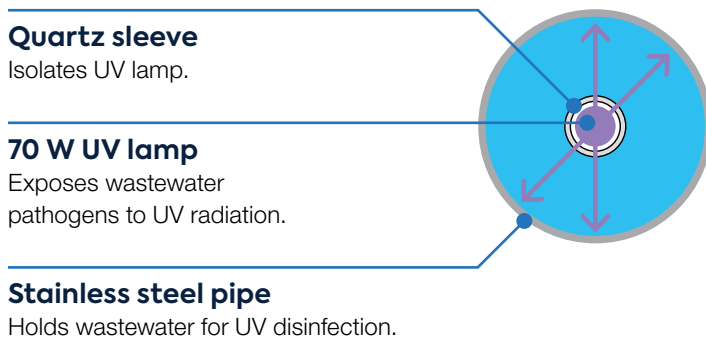 Quartz sleeve
Isolates UV lamp.
70 W UV lamp
Exposes wastewater
pathogens to UV radiation.
Stainless steel pipe
Holds wastewater for UV disinfection.